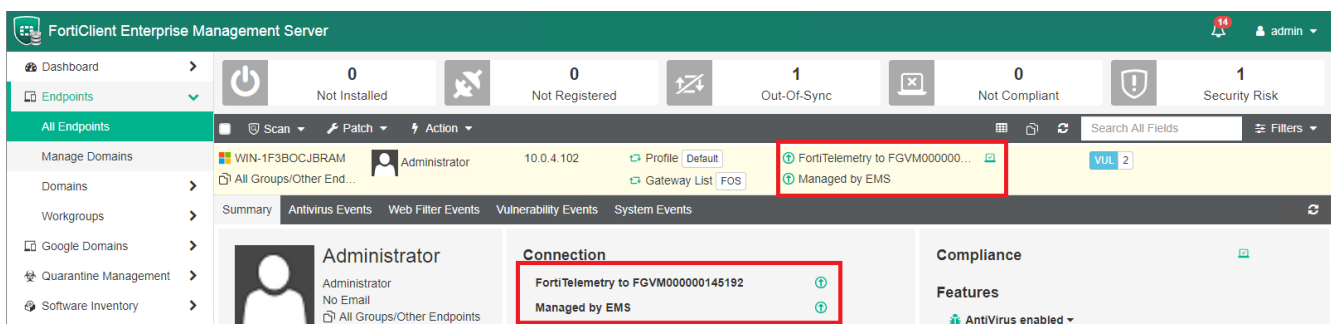 FortiClient Enterprise Management Server
14
admin
Dashboard
Endpoints
All Endpoints
Manage Domains
Domains
Workgroups
Google Domains
Quarantine Management
Software Inventory
0
Not Installed
0
Not Registered
1
Out-Of-Sync
0
Not Compliant
1
Security Risk
Scan
Patch
Action
Search All Fields
Filters
WIN-1F3BOCJBRAM
Administrator
10.0.4.102
Profile Default
FortiTelemetry to FGVM000000...
VUL 2
All Groups/Other End...
Gateway List FOS
Managed by EMS
Summary Antivirus Events Web Filter Events Vulnerability Events System Events
Administrator
Administrator
No Email
All Groups/Other Endpoints
Connection
FortiTelemetry to FGVM000000145192
Managed by EMS
Compliance
Features
AntiVirus enabled